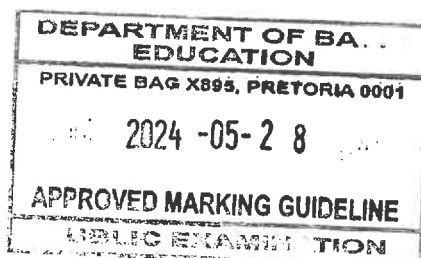 DEPARTMENT OF BA. .
EDUCATION
PRIVATE BAG X895, PRETORIA 0001
2024 -05- 2 8
APPROVED MARKING GUIDELINE